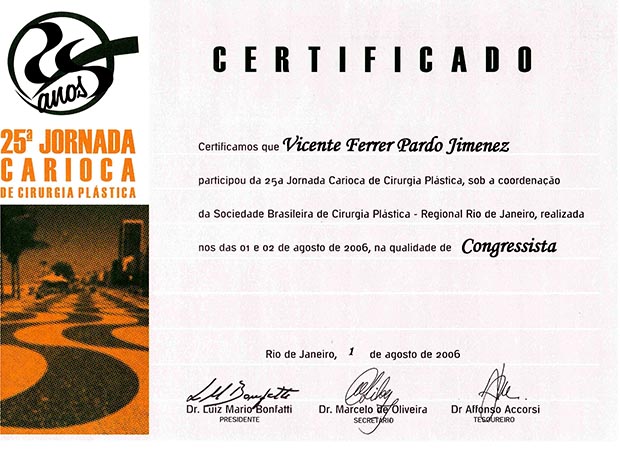 25 anos
CERTIFICADO
25ª JORNADA
CARIOCA
DE CIRURGIA PLÁSTICA
Certificamos que Vicente Ferrer Pardo Jimenez
participou da 25a Jornada Carioca de Cirurgia Plástica, sob a coordenação
da Sociedade Brasileira de Cirurgia Plástica - Regional Rio de Janeiro, realizada
nos das 01 e 02 de agosto de 2006, na qualidade de Congressista
Rio de Janeiro, 1 de agosto de 2006
Dr. Luiz Mario Bonfatti
PRESIDENTE
Dr. Marcelo de Oliveira
SECRETÁRIO
Dr Affonso Accorsi
TESOUREIRO